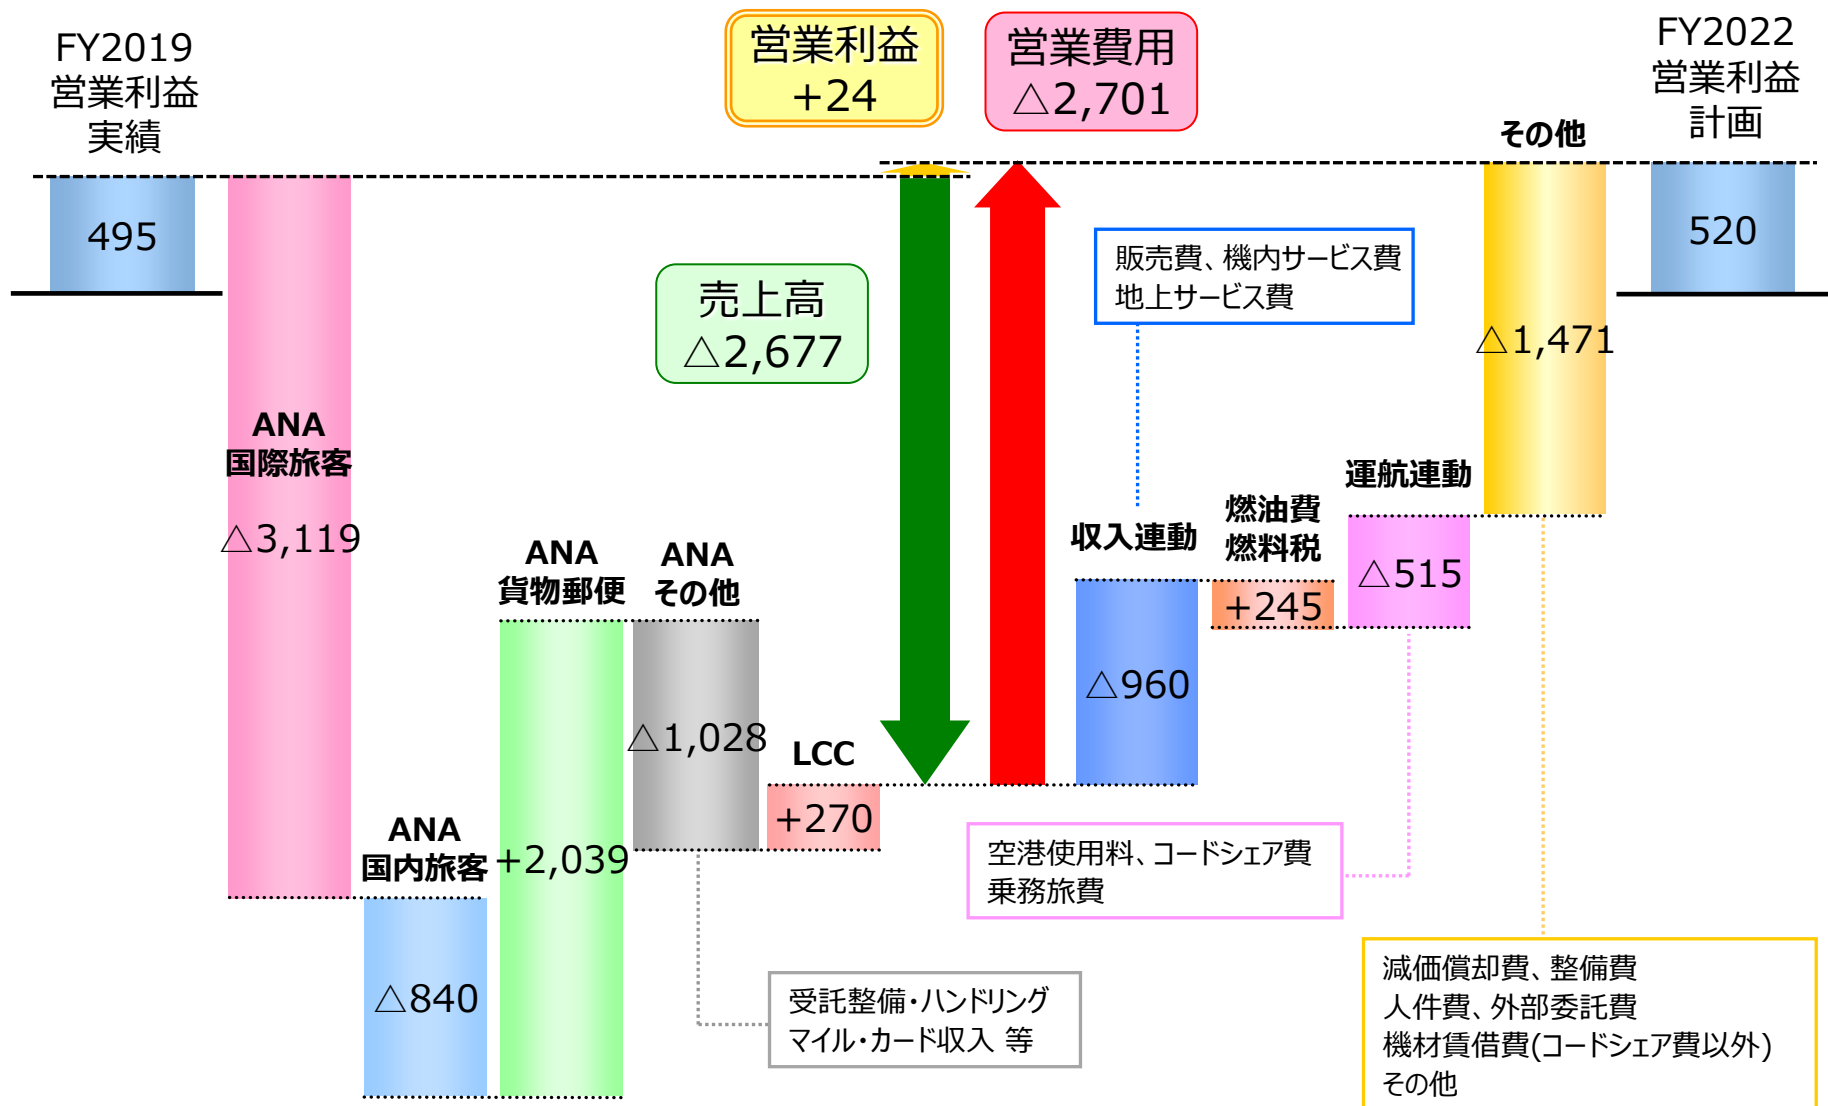 FY2019
営業利益
実績
495
営業利益
+24
営業費用
△2,701
FY2022
営業利益
計画
520
売上高
△2,677
ANA
国際旅客
△3,119
ANA
国内旅客
△840
ANA
貨物郵便
+2,039
ANA
その他
△1,028
LCC
+270
受託整備・ハンドリング
マイル・カード収入 等
販売費、機内サービス費
地上サービス費
収入連動
△960
燃油費
燃料税
+245
運航連動
△515
空港使用料、コードシェア費
乗務旅費
その他
△1,471
減価償却費、整備費
人件費、外部委託費
機材賃借費(コードシェア費以外)
その他